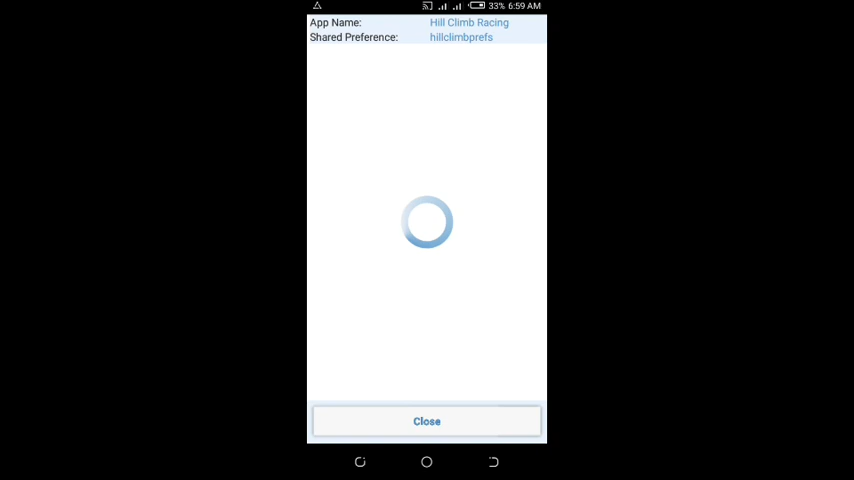 33% 6:59 AM
App Name: Hill Climb Racing
Shared Preference: hillclimbprefs
Close